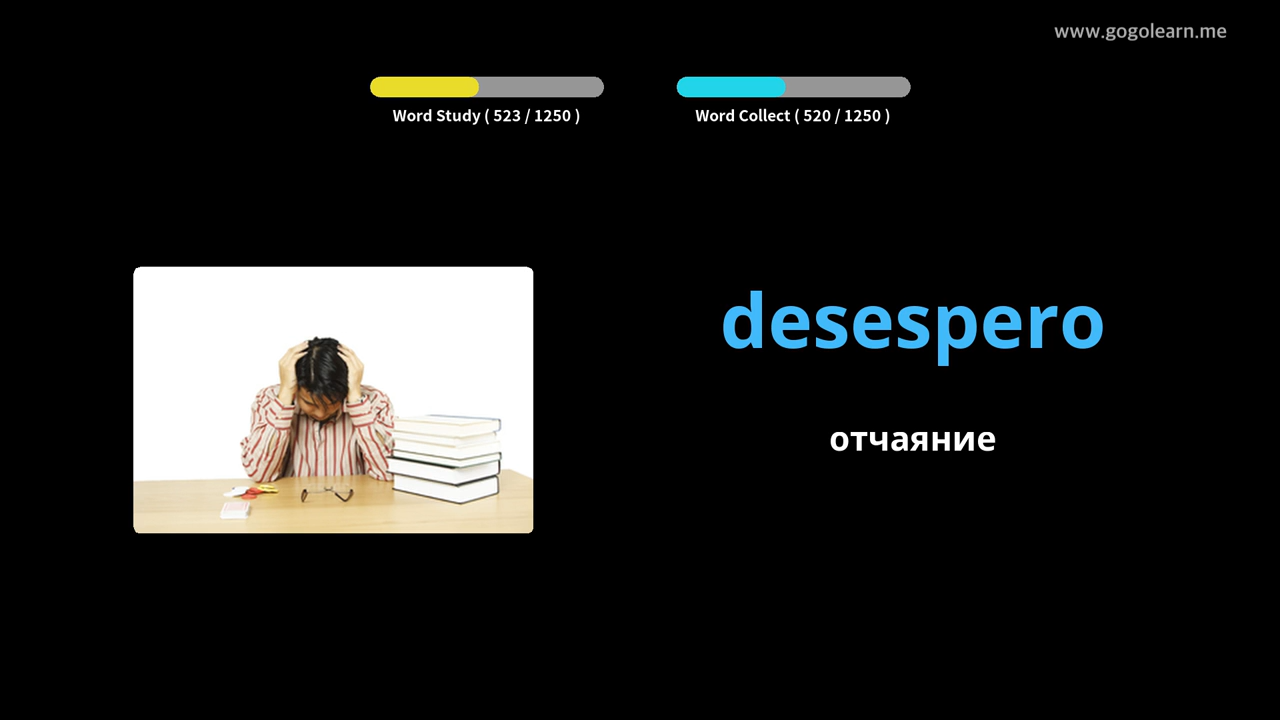 www.gogolearn.me
Word Study ( 523 / 1250 )
Word Collect ( 520 / 1250 )
desespero
отчаяние